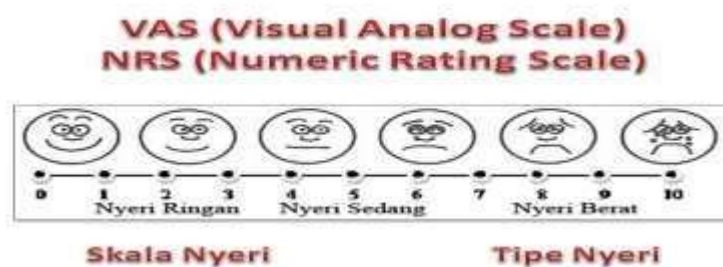 VAS (Visual Analog Scale)
NRS (Numeric Rating Scale)
0 1 2 3 4 5 6 7 8 9 10
Nyeri Ringan Nyeri Sedang Nyeri Berat
Skala Nyeri Tipe Nyeri